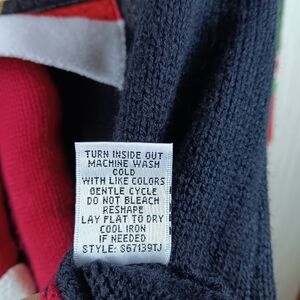 TURN INSIDE OUT
MACHINE WASH
COLD
WITH LIKE COLORS
GENTLE CYCLE
DO NOT BLEACH
RESHAPE
LAY FLAT TO DRY
COOL IRON
IF NEEDED
STYLE: S67139TJ